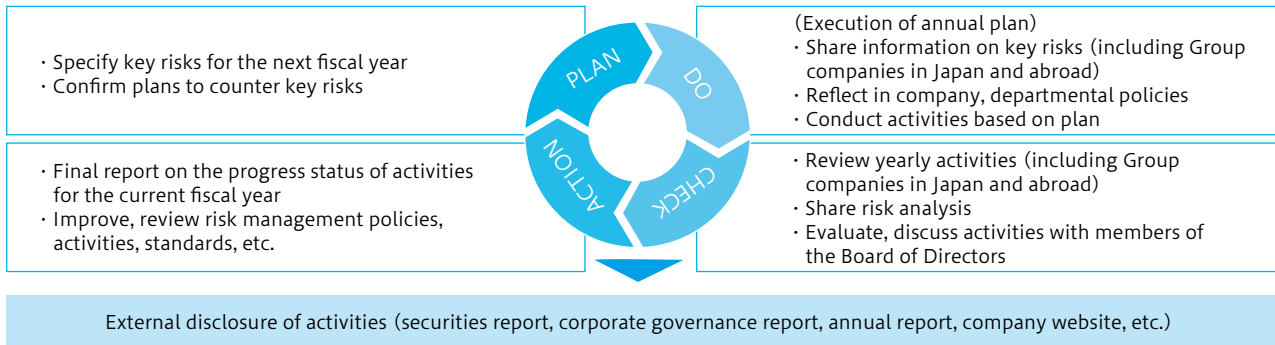 · Specify key risks for the next fiscal year
· Confirm plans to counter key risks
PLAN
DO
(Execution of annual plan)
· Share information on key risks (including Group
companies in Japan and abroad)
· Reflect in company, departmental policies
· Conduct activities based on plan
· Final report on the progress status of activities
for the current fiscal year
· Improve, review risk management policies,
activities, standards, etc.
ACTION
CHECK
· Review yearly activities (including Group
companies in Japan and abroad)
· Share risk analysis
· Evaluate, discuss activities with members of
the Board of Directors
External disclosure of activities (securities report, corporate governance report, annual report, company website, etc.)